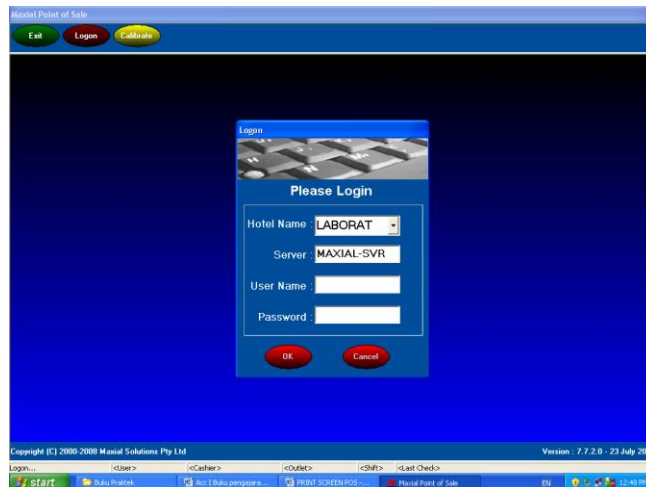 Maxial Point of Sale
Exit Logon Calibrate
Logon
Please Login
Hotel Name : LABORAT
Server : MAXIAL-SVR
User Name :
Password :
OK Cancel
Copyright (C) 2000-2008 Maxial Solutions Pty Ltd Version : 7.7.2.0 - 23 July 20
Logon... <User> <Cashier> <Outlet> <Shift> <Last Check>
start Buku Praktek Acc I Buku pengajara... PRINT SCREEN POS -... Maxial Point of Sale EN 12:48 PM